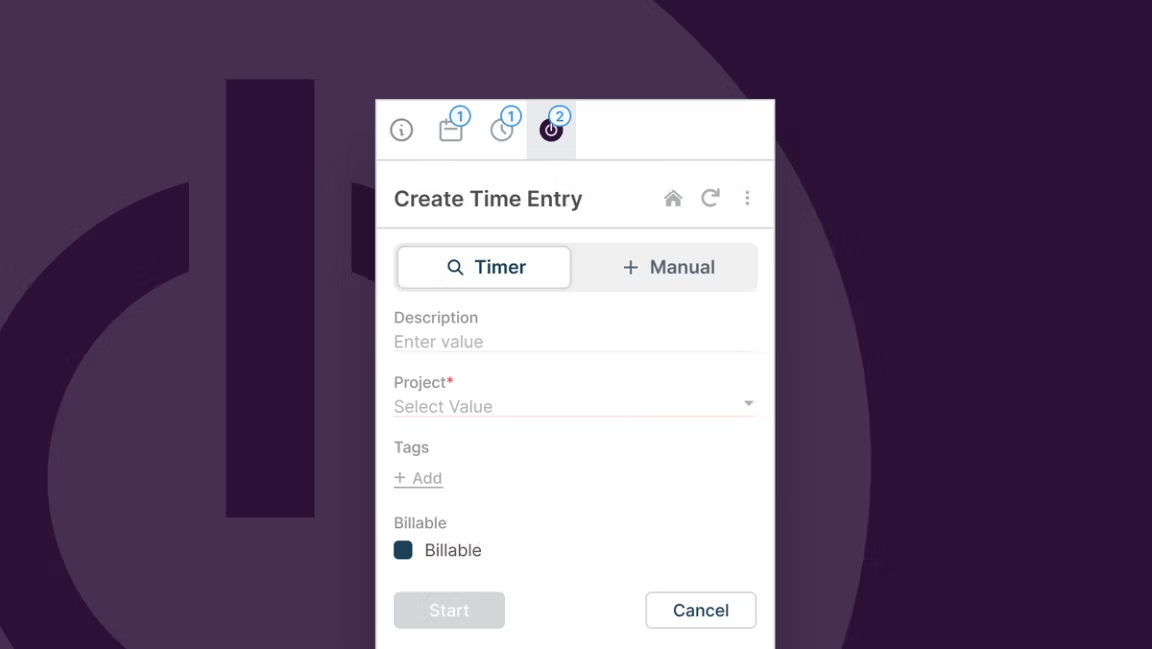 1 1 2
Create Time Entry
Timer Manual
Description
Enter value
Project*
Select Value
Tags
+ Add
Billable
Billable
Start Cancel